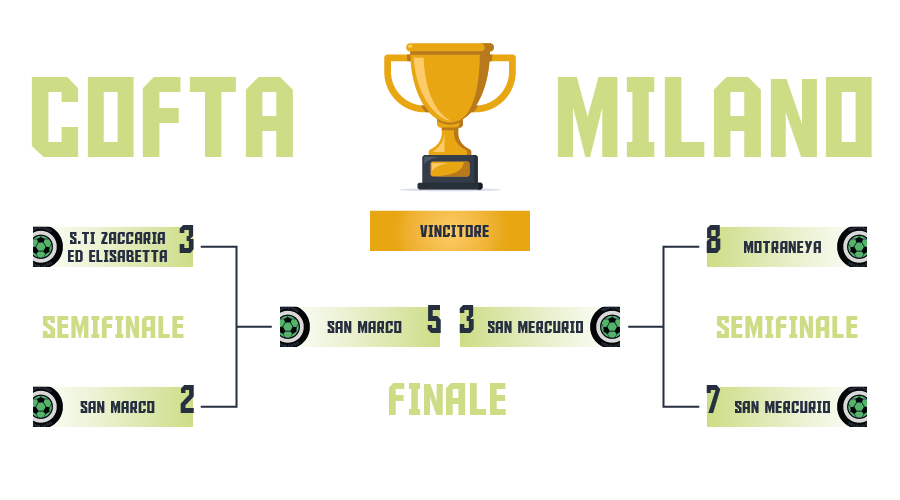 COFTA
MILANO
VINCITORE
S.TI ZACCARIA
ED ELISABETTA
3
8
MOTRANEYA
SEMIFINALE
SAN MARCO
5
3
SAN MERCURIO
SEMIFINALE
FINALE
SAN MARCO
2
7
SAN MERCURIO